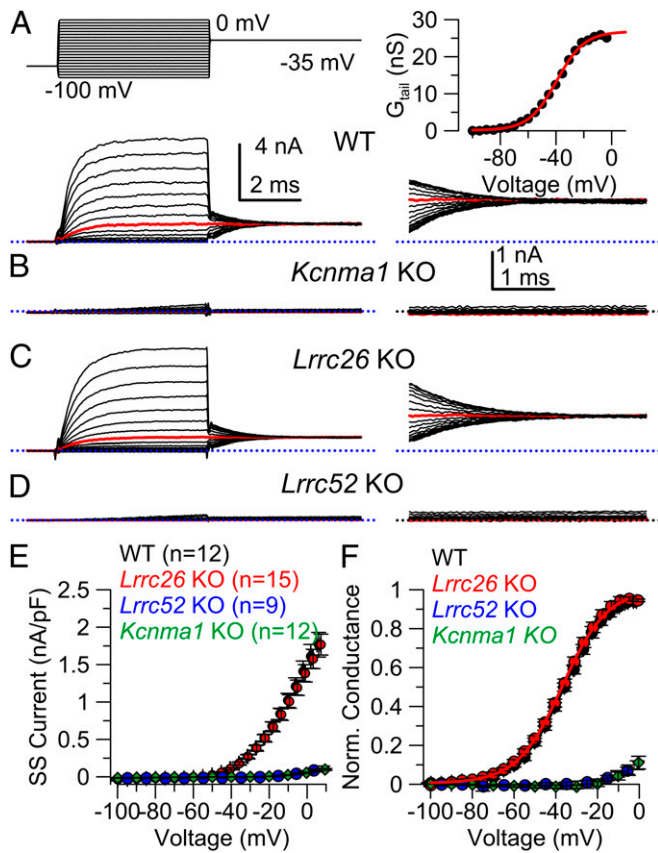 A
0 mV
-35 mV
-100 mV
30
20
10
0
G_tail (nS)
-80 -40 0
Voltage (mV)
WT
4 nA
2 ms
B
Kcnma1 KO
1 nA
1 ms
C
Lrrc26 KO
D
Lrrc52 KO
E
WT (n=12)
Lrrc26 KO (n=15)
Lrrc52 KO (n=9)
Kcnma1 KO (n=12)
2.5
2
1.5
1
0.5
0
SS Current (nA/pF)
-100 -80 -60 -40 -20 0
Voltage (mV)
F
WT
Lrrc26 KO
Lrrc52 KO
Kcnma1 KO
1
0.8
0.6
0.4
0.2
0
Norm. Conductance
-100 -80 -60 -40 -20 0
Voltage (mV)